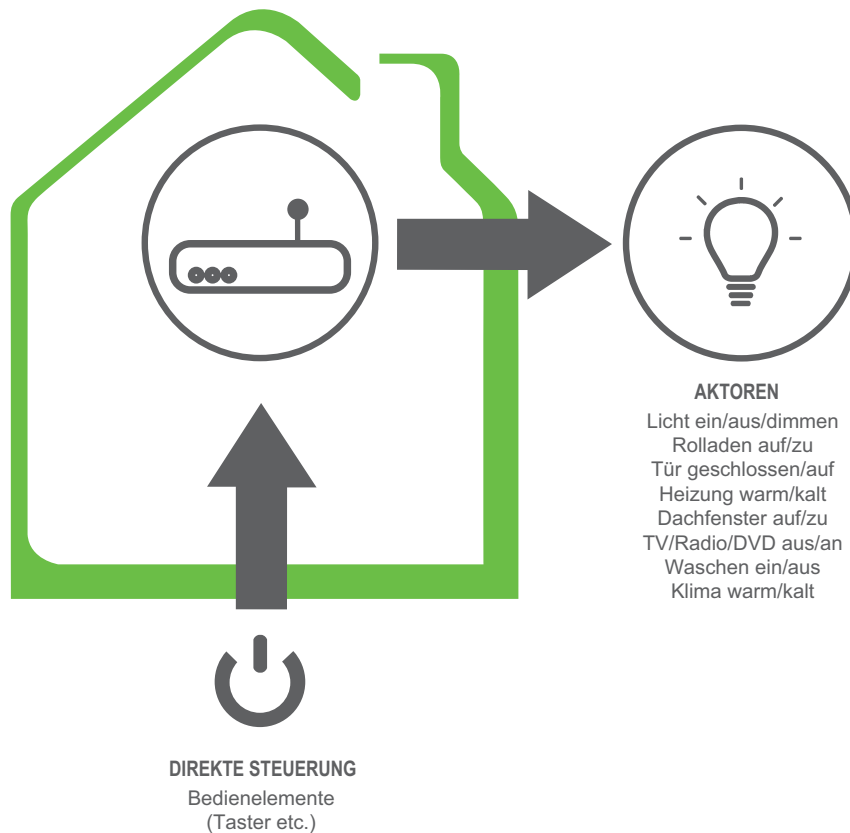 AKTOREN
Licht ein/aus/dimmen
Rolladen auf/zu
Tür geschlossen/auf
Heizung warm/kalt
Dachfenster auf/zu
TV/Radio/DVD aus/an
Waschen ein/aus
Klima warm/kalt
DIREKTE STEUERUNG
Bedienelemente
(Taster etc.)